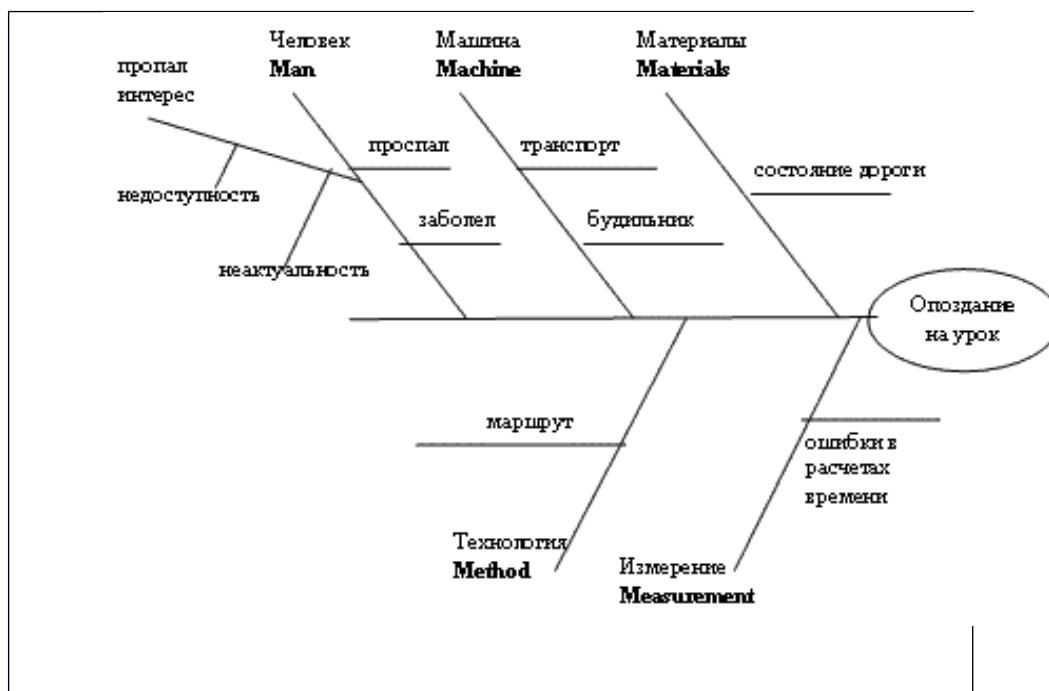 Человек
Man
Машина
Machine
Материалы
Materials
пропал
интерес
проспал
транспорт
состояние дороги
недоступность
заболел
будильник
неактуальность
Опоздание
на урок
маршрут
ошибки в
расчетах
времени
Технология
Method
Измерение
Measurement